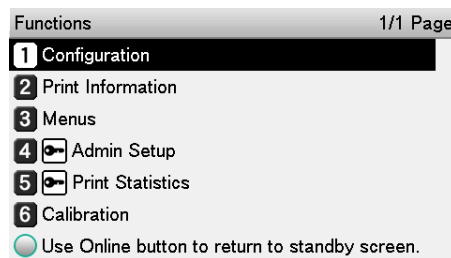 Functions 1/1 Page
1 Configuration
2 Print Information
3 Menus
4 Admin Setup
5 Print Statistics
6 Calibration
Use Online button to return to standby screen.